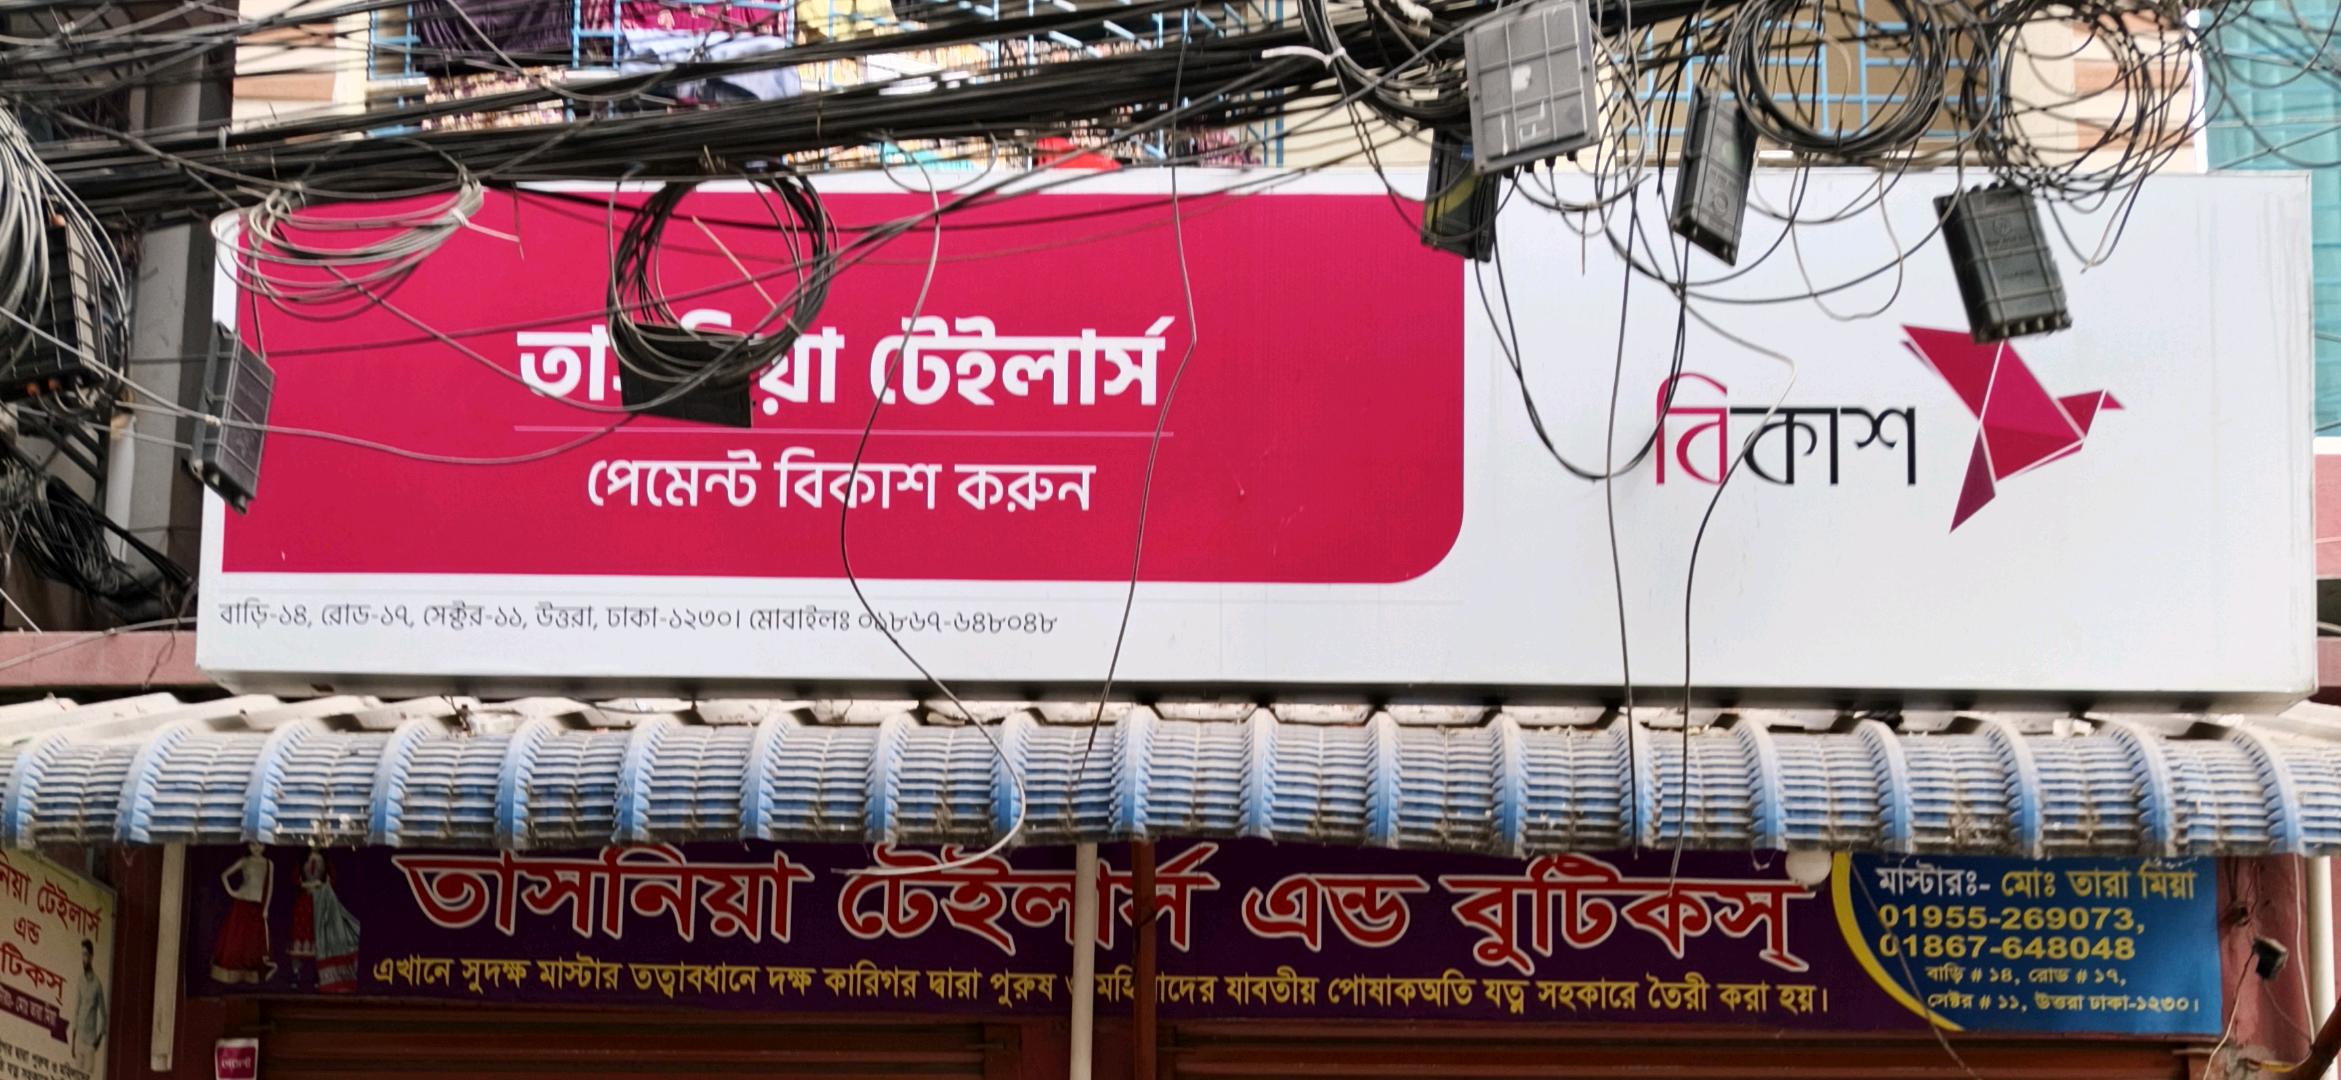 টেইলার্স
পেমেন্ট বিকাশ করুন
বাড়ি-১৪, রোড-১৭, সেক্টর-১১, উত্তরা, ঢাকা-১২৩০। মোবাইলঃ ০১৮৬৭-৬৪৮০৪৮
বিকাশ
তাসনিয়া টেইলার্স এন্ড বুটিকস্
এখানে সুদক্ষ মাস্টার তত্বাবধানে দক্ষ কারিগর দ্বারা পুরুষ ও মহিলাদের যাবতীয় পোষাকঅতি যত্ন সহকারে তৈরী করা হয়।
মাস্টারঃ- মোঃ তারা মিয়া
01955-269073,
01867-648048
বাড়ি # ১৪, রোড # ১৭,
সেক্টর # ১১, উত্তরা ঢাকা-১২৩০।
টেইলার্স
এন্ড